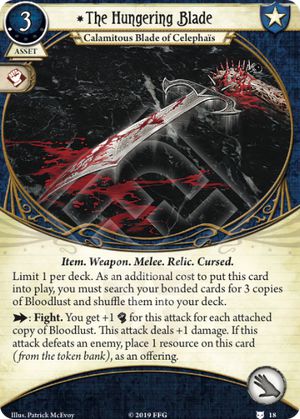 3
* The Hungering Blade
Calamitous Blade of Celephaïs
ASSET
Item. Weapon. Melee. Relic. Cursed.
Limit 1 per deck. As an additional cost to put this card
into play, you must search your bonded cards for 3 copies
of Bloodlust and shuffle them into your deck.
: Fight. You get +1 for this attack for each attached
copy of Bloodlust. This attack deals +1 damage. If this
attack defeats an enemy, place 1 resource on this card
(from the token bank), as an offering.
Illus. Patrick McEvoy © 2019 FFG 18